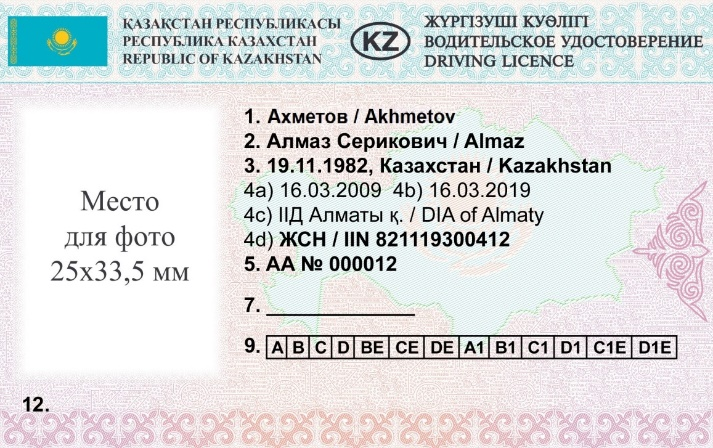 ҚАЗАҚСТАН РЕСПУБЛИКАСЫ
РЕСПУБЛИКА КАЗАХСТАН
REPUBLIC OF KAZAKHSTAN
KZ
ЖҮРГІЗУШІ КУӘЛІГІ
ВОДИТЕЛЬСКОЕ УДОСТОВЕРЕНИЕ
DRIVING LICENCE
Место
для фото
25x33,5 мм
1. Ахметов / Akhmetov
2. Алмаз Серикович / Almaz
3. 19.11.1982, Казахстан / Kazakhstan
4a) 16.03.2009 4b) 16.03.2019
4c) ІІД Алматы қ. / DIA of Almaty
4d) ЖСН / IIN 821119300412
5. AA № 000012
7.
9. A B C D BE CE DE A1 B1 C1 D1 C1E D1E
12.